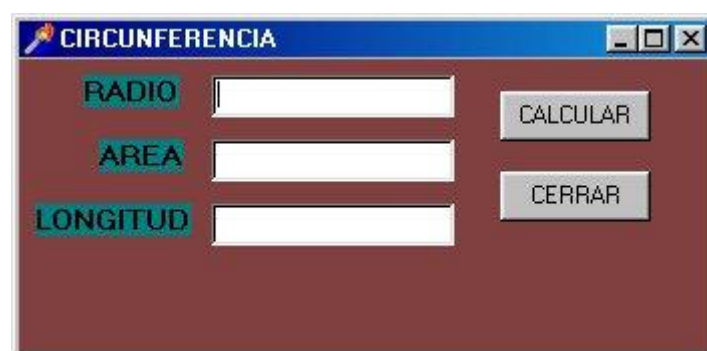 CIRCUNFERENCIA
RADIO
CALCULAR
AREA
CERRAR
LONGITUD